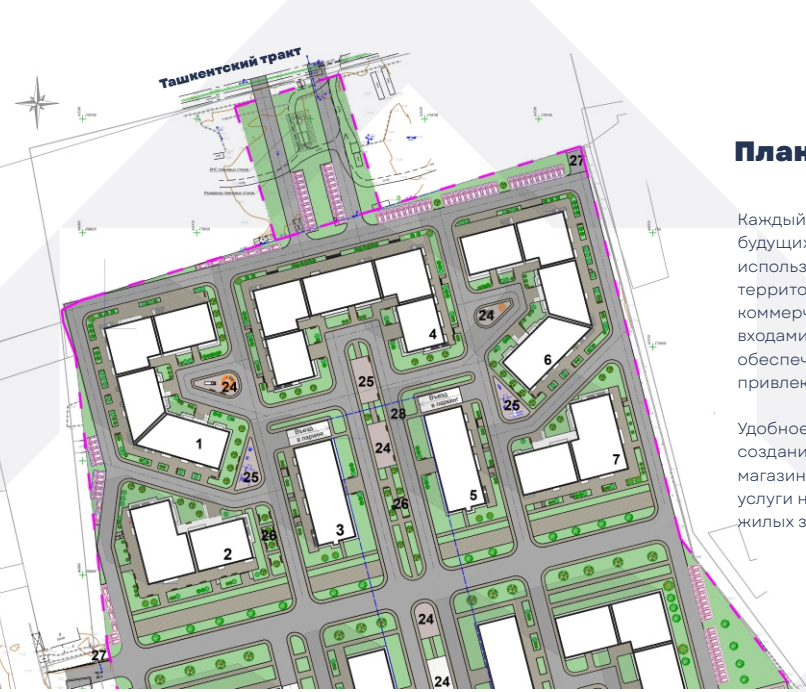 Ташкентский тракт
План
Каждый
будущих
использ
территo
коммерч
входами
обеспеч
привлек
Удобное
создани
магазин
услуги н
жилых з
27
4
24
6
25
24
25
28
Въезд
в паркинг
Въезд
в паркинг
1
24
25
7
5
26
3
2
26
27
24
24